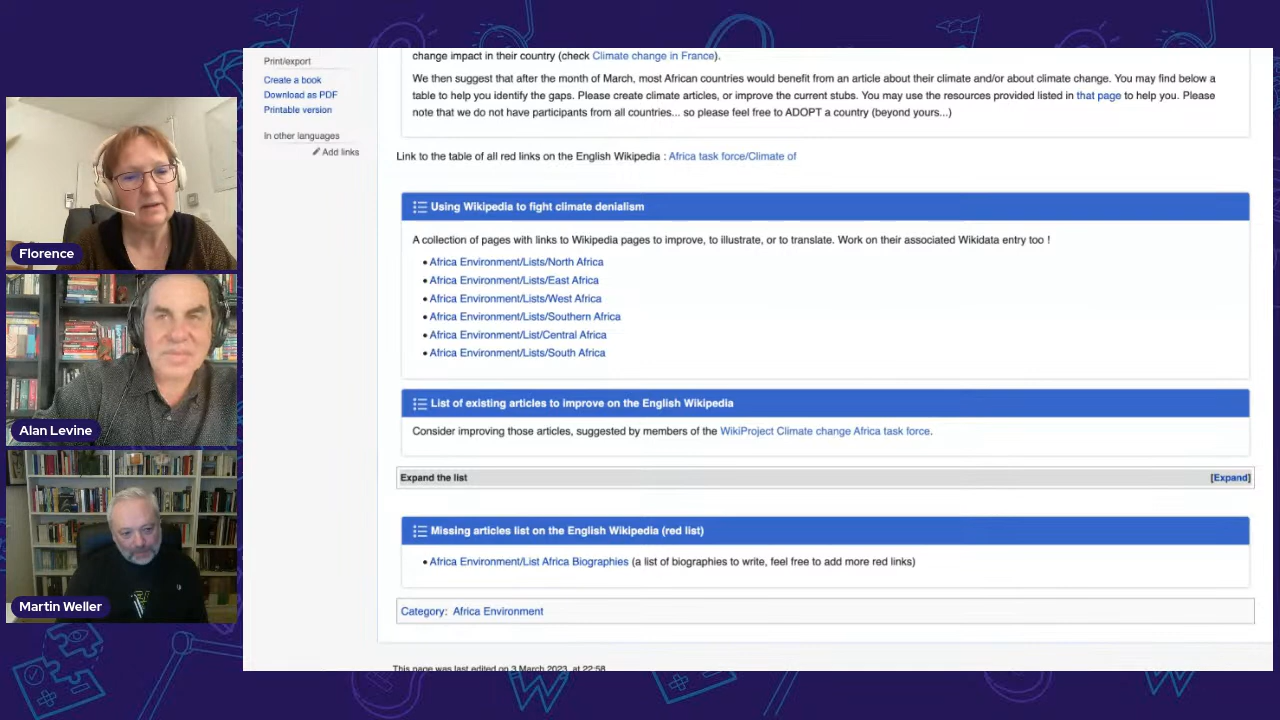 Print/export
Create a book
Download as PDF
Printable version
In other languages
Add links
change impact in their country (check Climate change in France).
We then suggest that after the month of March, most African countries would benefit from an article about their climate and/or about climate change. You may find below a
table to help you identify the gaps. Please create climate articles, or improve the current stubs. You may use the resources provided listed in that page to help you. Please
note that we do not have participants from all countries... so please feel free to ADOPT a country (beyond yours...)
Link to the table of all red links on the English Wikipedia : Africa task force/Climate of
Using Wikipedia to fight climate denialism
A collection of pages with links to Wikipedia pages to improve, to illustrate, or to translate. Work on their associated Wikidata entry too !
• Africa Environment/Lists/North Africa
• Africa Environment/Lists/East Africa
• Africa Environment/Lists/West Africa
• Africa Environment/Lists/Southern Africa
• Africa Environment/List/Central Africa
• Africa Environment/Lists/South Africa
List of existing articles to improve on the English Wikipedia
Consider improving those articles, suggested by members of the WikiProject Climate change Africa task force.
Expand the list [Expand]
Missing articles list on the English Wikipedia (red list)
• Africa Environment/List Africa Biographies (a list of biographies to write, feel free to add more red links)
Category: Africa Environment
This page was last edited on 3 March 2023, at 22:58
Florence
Alan Levine
Martin Weller